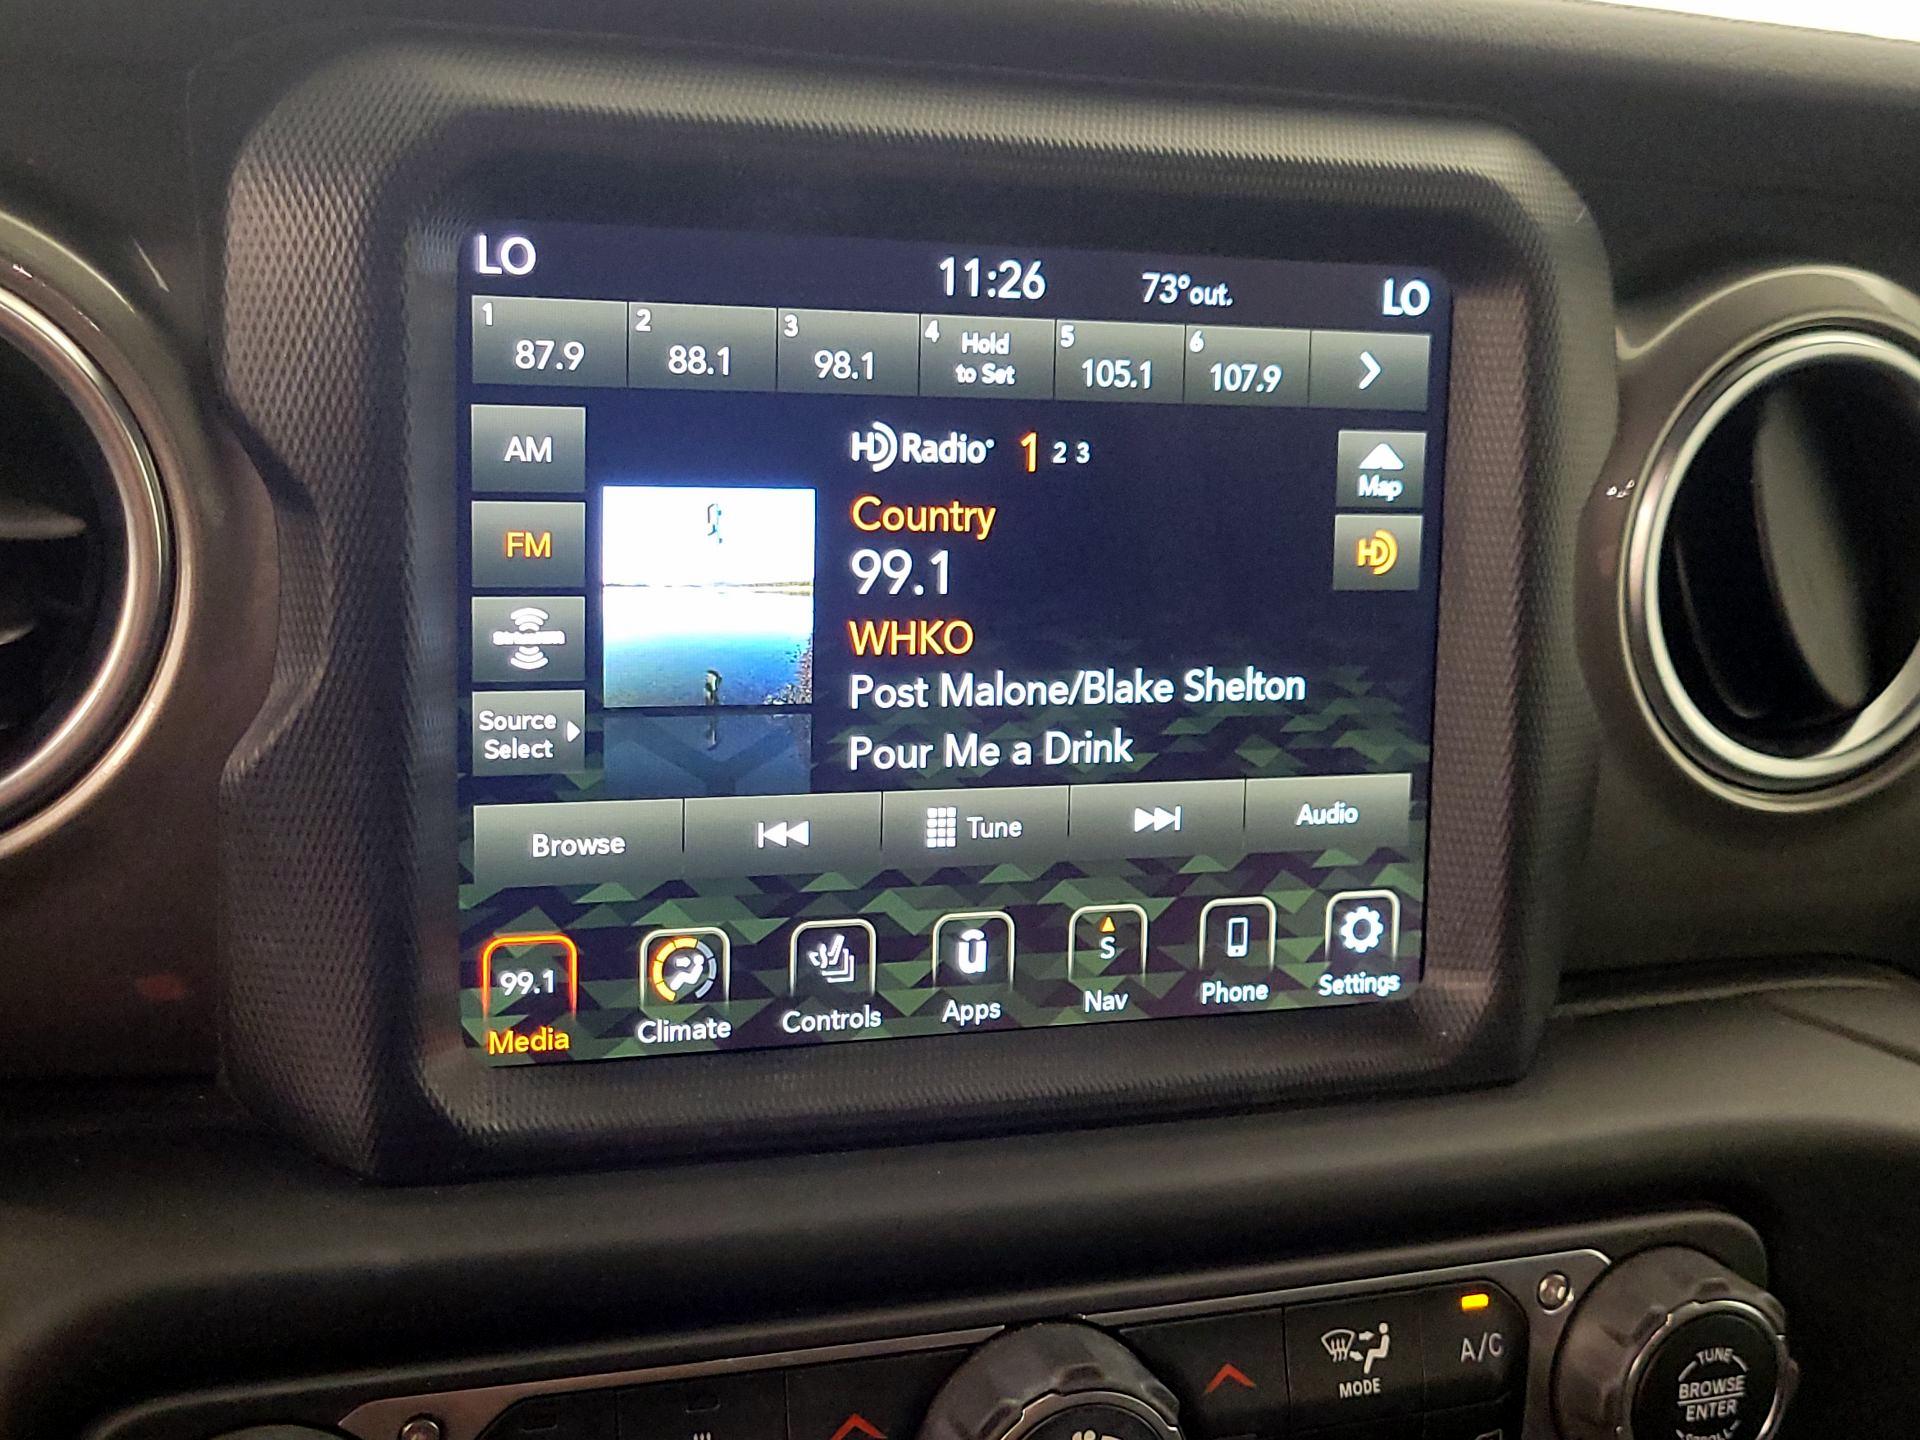 LO 11:26 73°out. LO
1 2 3 4 5 6
87.9 88.1 98.1 Hold to Set 105.1 107.9
AM
HD Radio 1 2 3
Map
Country
FM
99.1
HD
WHKO
SiriusXM
Post Malone/Blake Shelton
Source
Select
Pour Me a Drink
Browse Tune Audio
99.1 S
Media Climate Controls Apps Nav Phone Settings
A/C
MODE
TUNE
BROWSE
ENTER
SCROLL